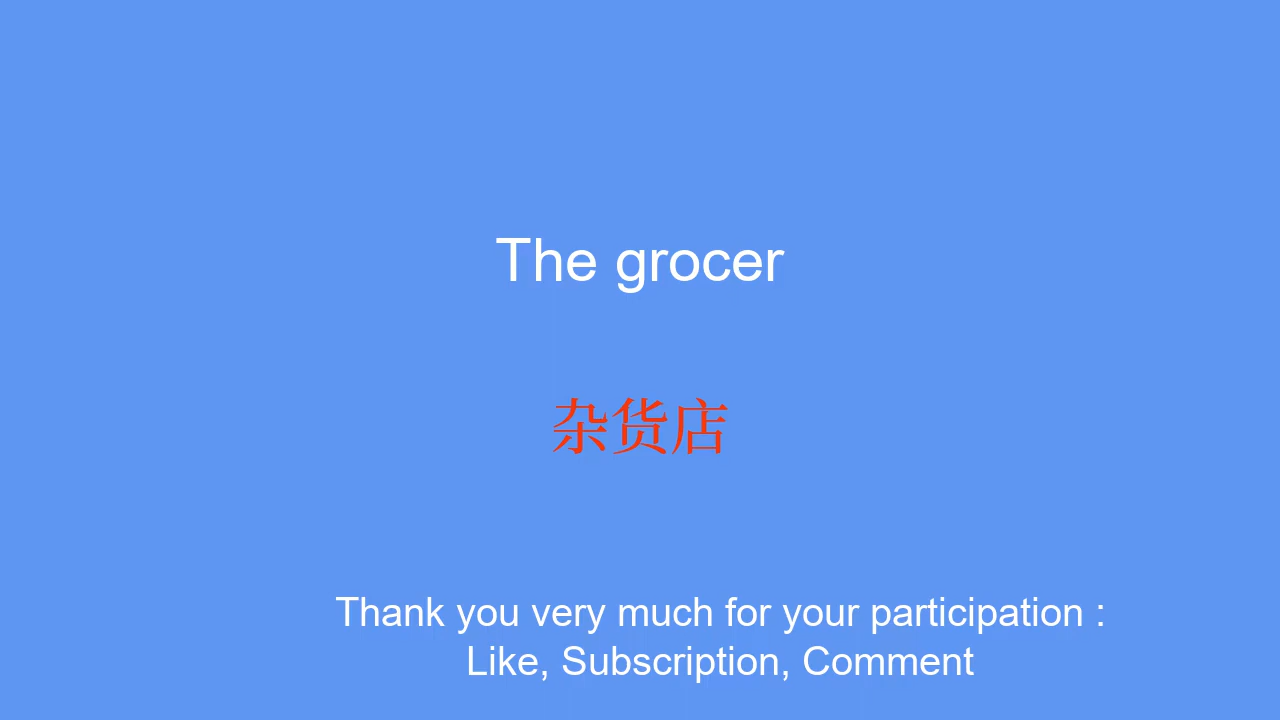 The grocer
杂货店
Thank you very much for your participation :
Like, Subscription, Comment